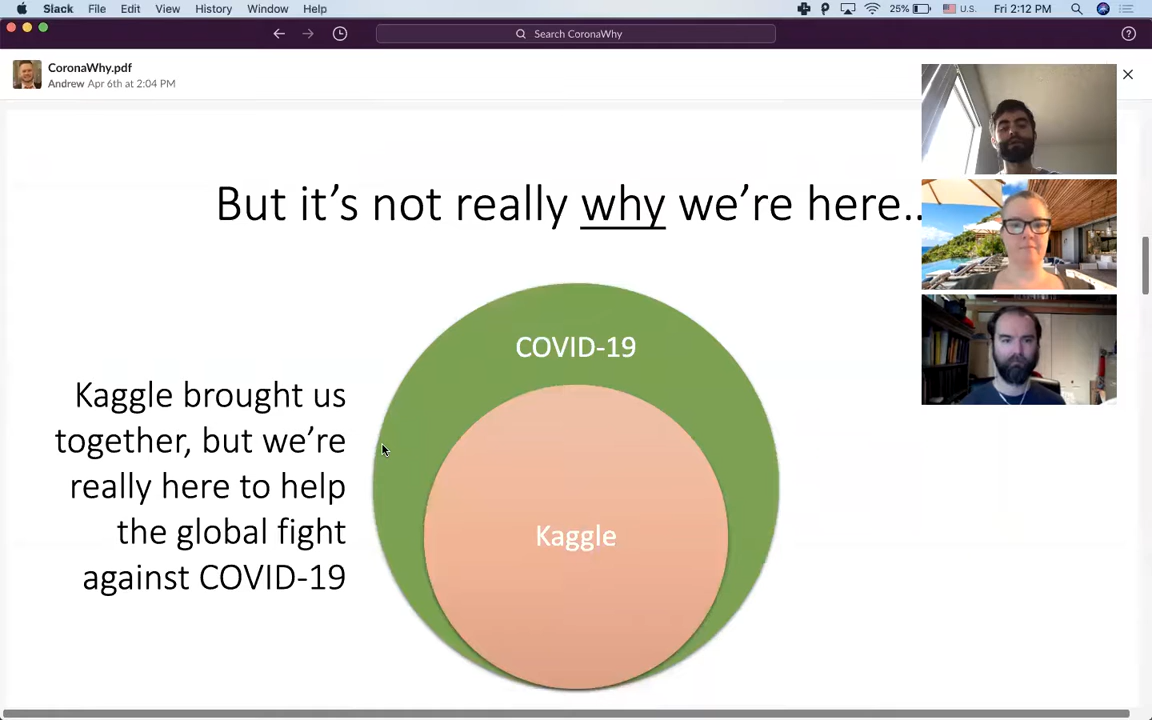 Slack File Edit View History Window Help 25% U.S. Fri 2:12 PM
Search CoronaWhy
CoronaWhy.pdf
Andrew Apr 6th at 2:04 PM
But it's not really why we're here..
COVID-19
Kaggle brought us
together, but we're
really here to help
the global fight
against COVID-19
Kaggle